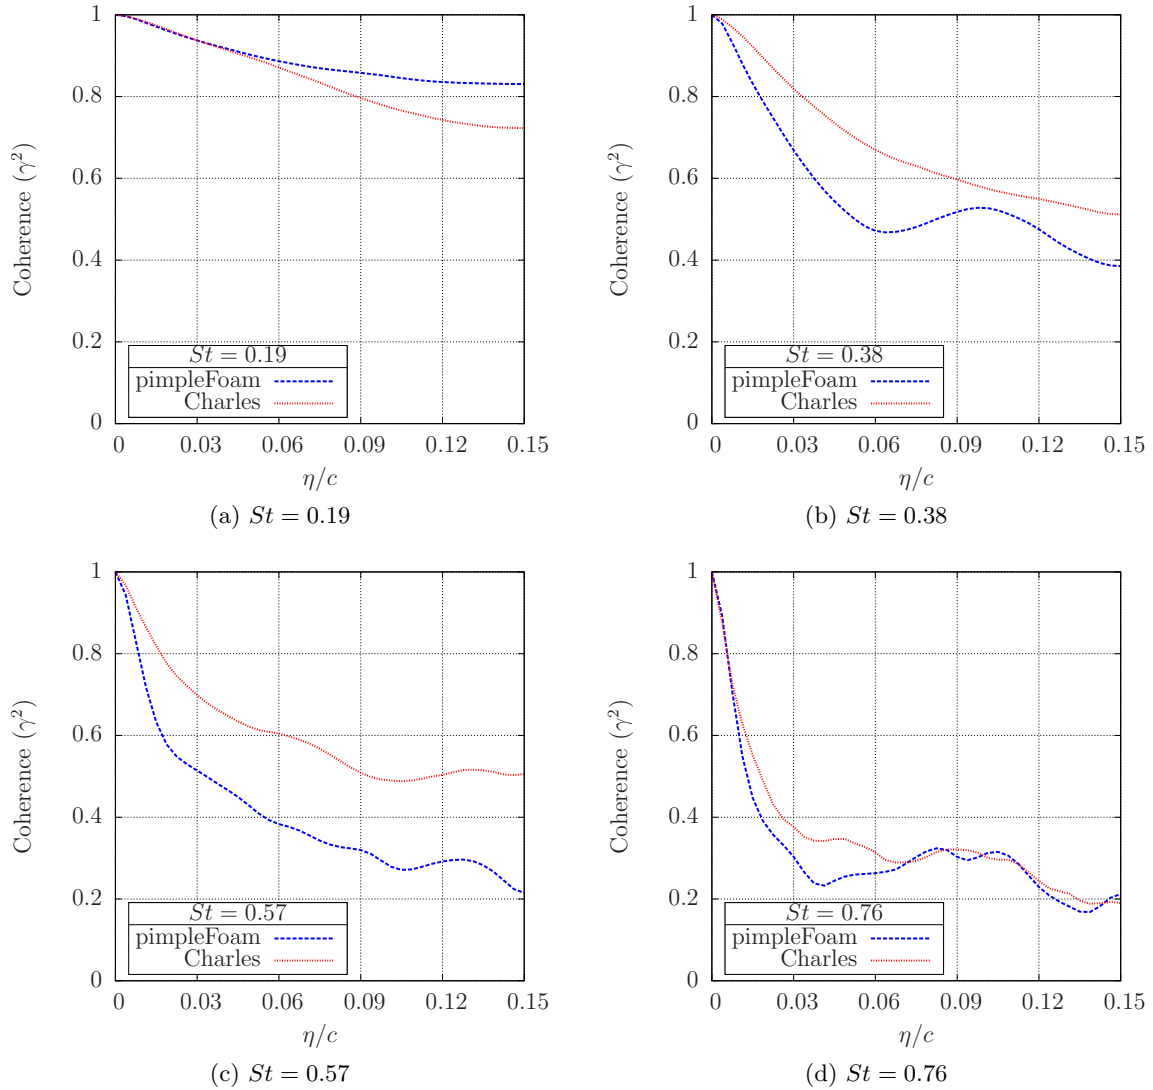 1
0.8
0.6
0.4
0.2
0
Coherence (γ²)
St = 0.19
pimpleFoam
Charles
0 0.03 0.06 0.09 0.12 0.15
η/c
(a) St = 0.19
1
0.8
0.6
0.4
0.2
0
Coherence (γ²)
St = 0.38
pimpleFoam
Charles
0 0.03 0.06 0.09 0.12 0.15
η/c
(b) St = 0.38
1
0.8
0.6
0.4
0.2
0
Coherence (γ²)
St = 0.57
pimpleFoam
Charles
0 0.03 0.06 0.09 0.12 0.15
η/c
(c) St = 0.57
1
0.8
0.6
0.4
0.2
0
Coherence (γ²)
St = 0.76
pimpleFoam
Charles
0 0.03 0.06 0.09 0.12 0.15
η/c
(d) St = 0.76